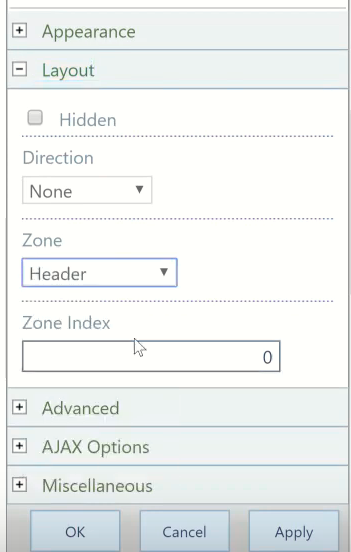 Appearance
Layout
Hidden
Direction
None
Zone
Header
Zone Index
0
Advanced
AJAX Options
Miscellaneous
OK Cancel Apply